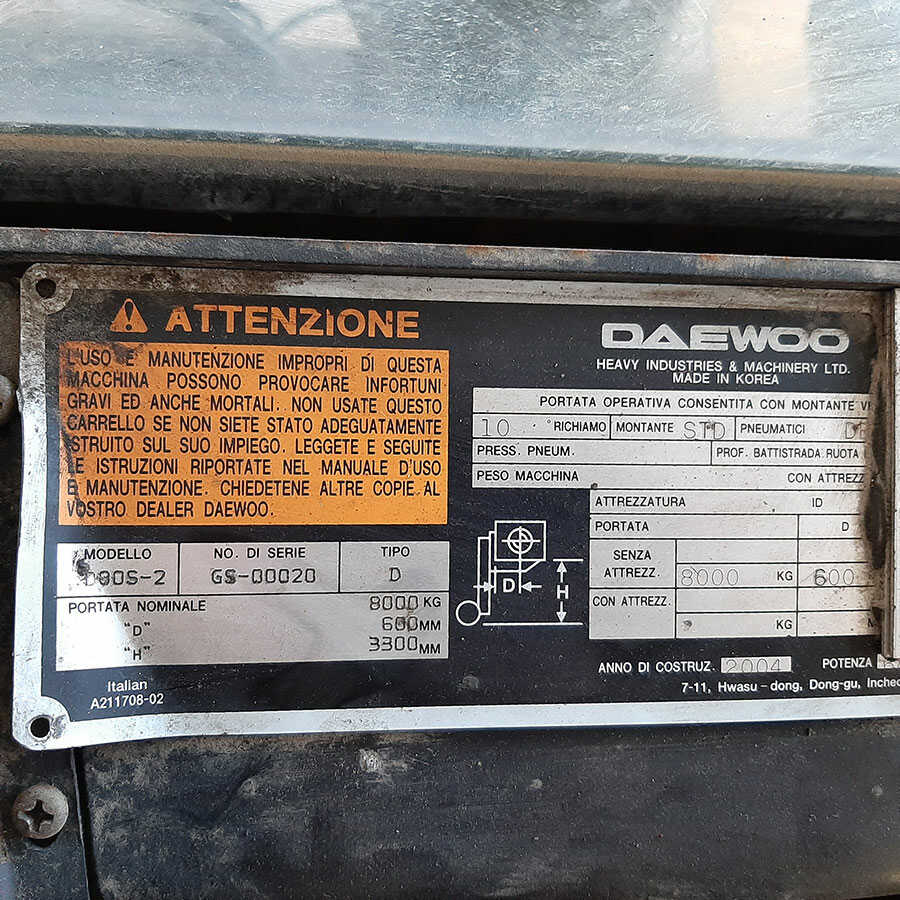 ATTENZIONE
L'USO E MANUTENZIONE IMPROPRI DI QUESTA
MACCHINA POSSONO PROVOCARE INFORTUNI
GRAVI ED ANCHE MORTALI. NON USATE QUESTO
CARRELLO SE NON SIETE STATO ADEGUATAMENTE
ISTRUITO SUL SUO IMPIEGO. LEGGETE E SEGUITE
LE ISTRUZIONI RIPORTATE NEL MANUALE D'USO
E MANUTENZIONE. CHIEDETENE ALTRE COPIE AL
VOSTRO DEALER DAEWOO.
MODELLO NO. DI SERIE TIPO
D80S-2 GS-00020 D
PORTATA NOMINALE 8000 KG
"D" 600 MM
"H" 3300 MM
Italian
A211708-02
D H
DAEWOO
HEAVY INDUSTRIES & MACHINERY LTD.
MADE IN KOREA
PORTATA OPERATIVA CONSENTITA CON MONTANTE
10 °RICHIAMO MONTANTE STD PNEUMATICI
PRESS. PNEUM. PROF. BATTISTRADA RUOTA
PESO MACCHINA CON ATTREZZ
ATTREZZATURA ID
PORTATA D
SENZA
ATTREZZ. 8000 KG 600
CON ATTREZZ. KG
ANNO DI COSTRUZ. 2004 POTENZA
7-11, Hwasu-dong, Dong-gu, Incheo